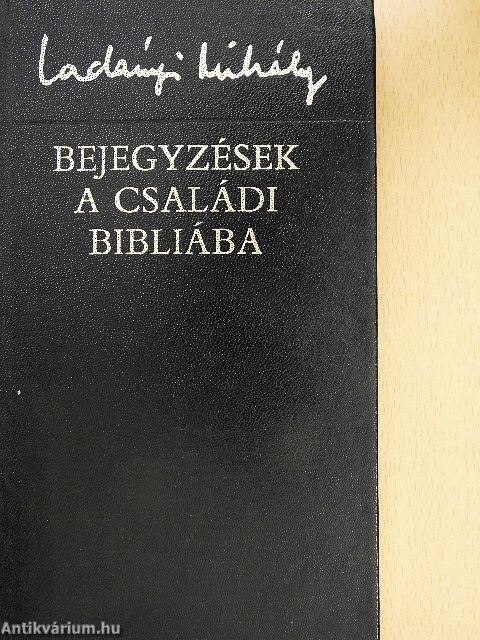 Ladányi Mihály
BEJEGYZÉSEK
A CSALÁDI
BIBLIÁBA
Antikvárium.hu